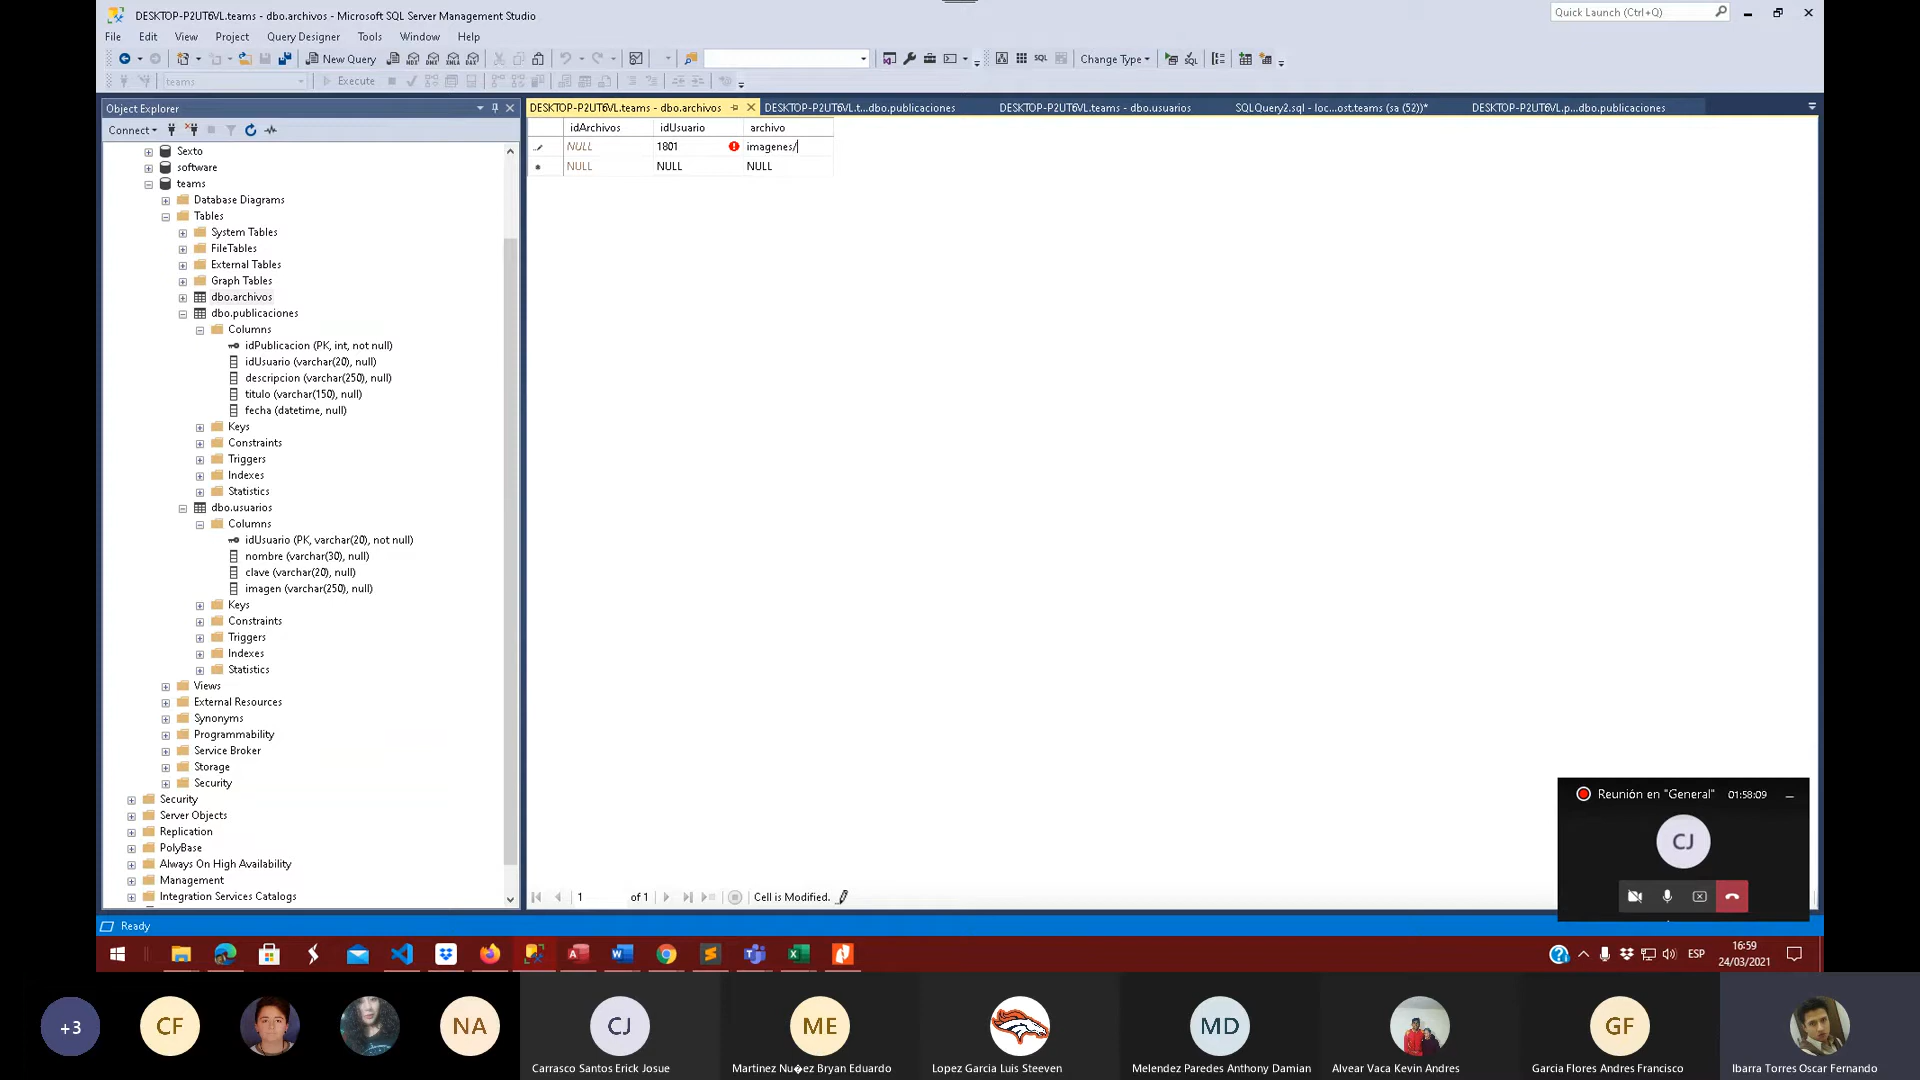 DESKTOP-P2UT6VL.teams - dbo.archivos - Microsoft SQL Server Management Studio
Quick Launch (Ctrl+Q)
File Edit View Project Query Designer Tools Window Help
New Query
Change Type
teams
Execute
Object Explorer
DESKTOP-P2UT6VL.teams - dbo.archivos
DESKTOP-P2UT6VL.t...dbo.publicaciones
DESKTOP-P2UT6VL.teams - dbo.usuarios
SQLQuery2.sql - loc...ost.teams (sa (52))*
DESKTOP-P2UT6VL.p...dbo.publicaciones
Connect
idArchivos idUsuario archivo
NULL 1801 imagenes/
NULL NULL NULL
Sexto
software
teams
Database Diagrams
Tables
System Tables
FileTables
External Tables
Graph Tables
dbo.archivos
dbo.publicaciones
Columns
idPublicacion (PK, int, not null)
idUsuario (varchar(20), null)
descripcion (varchar(250), null)
titulo (varchar(150), null)
fecha (datetime, null)
Keys
Constraints
Triggers
Indexes
Statistics
dbo.usuarios
Columns
idUsuario (PK, varchar(20), not null)
nombre (varchar(30), null)
clave (varchar(20), null)
imagen (varchar(250), null)
Keys
Constraints
Triggers
Indexes
Statistics
Views
External Resources
Synonyms
Programmability
Service Broker
Storage
Security
Security
Server Objects
Replication
PolyBase
Always On High Availability
Management
Integration Services Catalogs
1 of 1 Cell is Modified.
Reunión en "General" 01:58:09
CJ
Ready
ESP
16:59
24/03/2021
+3
CF
NA
CJ
ME
MD
GF
Carrasco Santos Erick Josue
Martinez Nu�ez Bryan Eduardo
Lopez Garcia Luis Steeven
Melendez Paredes Anthony Damian
Alvear Vaca Kevin Andres
Garcia Flores Andres Francisco
Ibarra Torres Oscar Fernando